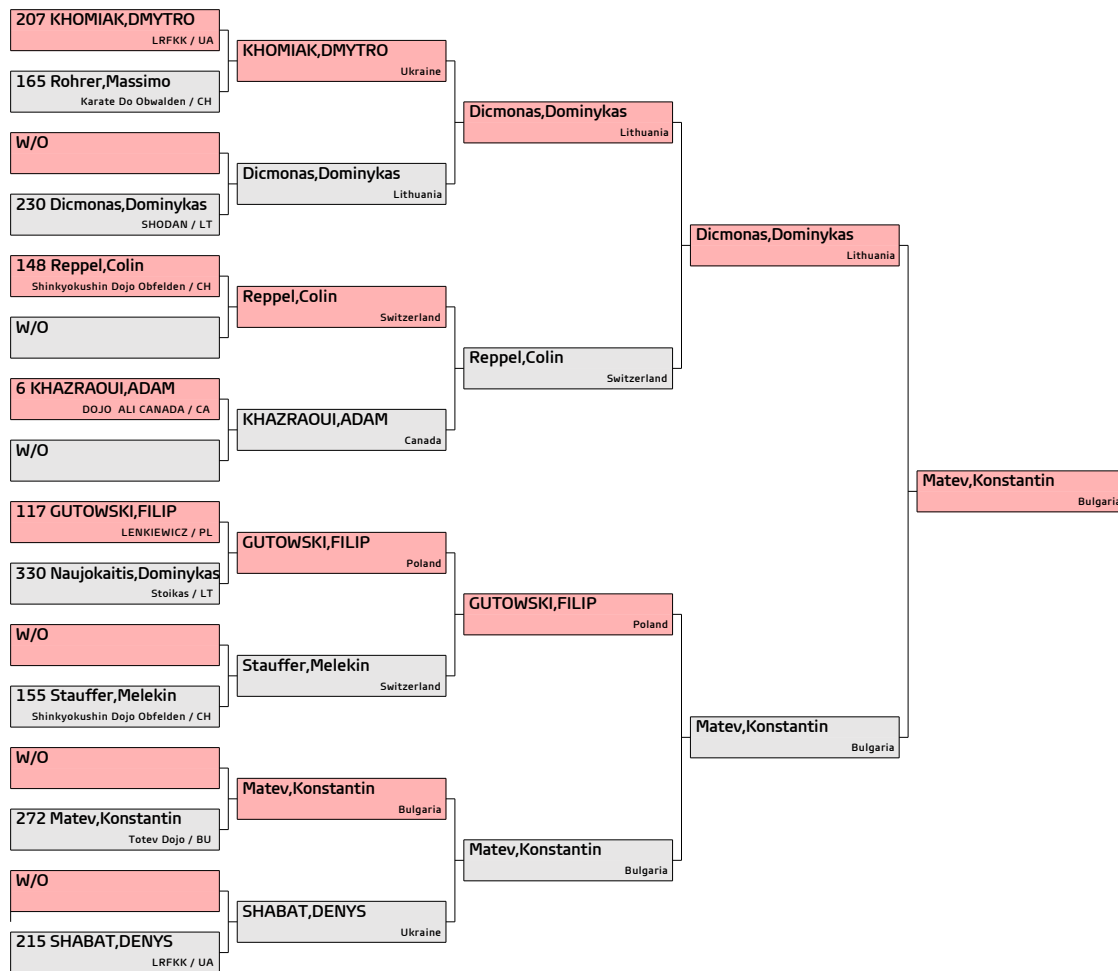 207 KHOMIAK,DMYTRO
LRFKK / UA
165 Rohrer,Massimo
Karate Do Obwalden / CH
W/O
230 Dicmonas,Dominykas
SHODAN / LT
148 Reppel,Colin
Shinkyokushin Dojo Obfelden / CH
W/O
6 KHAZRAOUI,ADAM
DOJO  ALI CANADA / CA
W/O
117 GUTOWSKI,FILIP
LENKIEWICZ / PL
330 Naujokaitis,Dominykas
Stoikas / LT
W/O
155 Stauffer,Melekin
Shinkyokushin Dojo Obfelden / CH
W/O
272 Matev,Konstantin
Totev Dojo / BU
W/O
215 SHABAT,DENYS
LRFKK / UA
KHOMIAK,DMYTRO
Ukraine
Dicmonas,Dominykas
Lithuania
Reppel,Colin
Switzerland
KHAZRAOUI,ADAM
Canada
GUTOWSKI,FILIP
Poland
Stauffer,Melekin
Switzerland
Matev,Konstantin
Bulgaria
SHABAT,DENYS
Ukraine
Dicmonas,Dominykas
Lithuania
Reppel,Colin
Switzerland
GUTOWSKI,FILIP
Poland
Matev,Konstantin
Bulgaria
Dicmonas,Dominykas
Lithuania
Matev,Konstantin
Bulgaria
Matev,Konstantin
Bulgaria